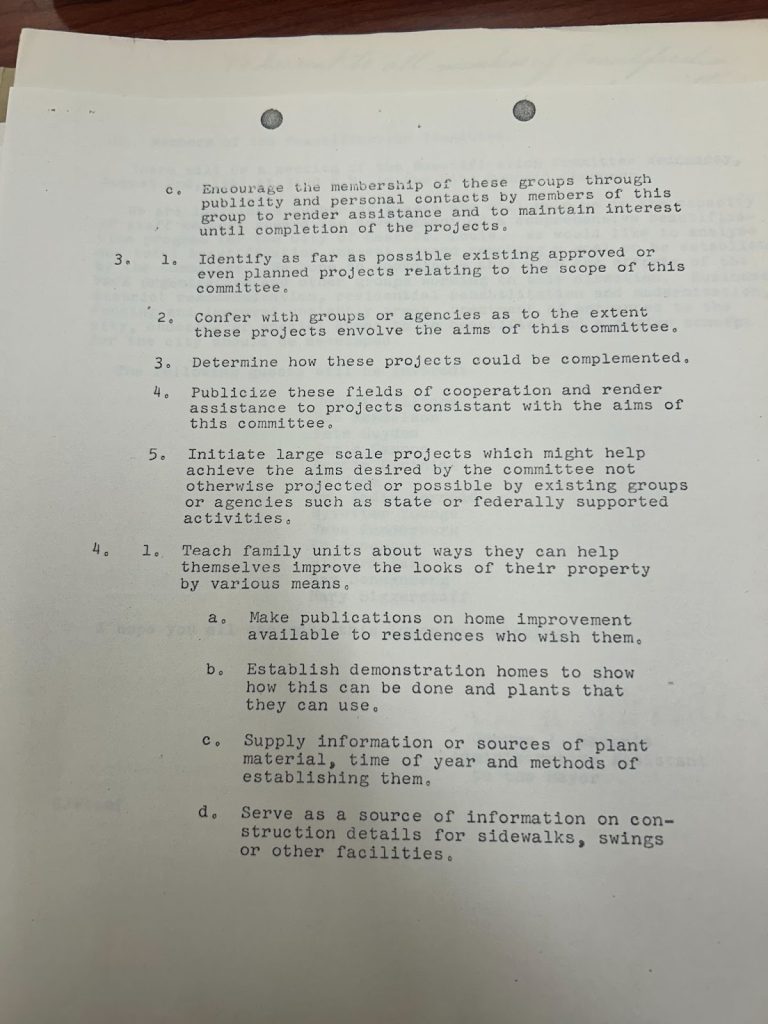 c. Encourage the membership of these groups through
publicity and personal contacts by members of this
group to render assistance and to maintain interest
until completion of the projects.
3. 1. Identify as far as possible existing approved or
even planned projects relating to the scope of this
committee.
2. Confer with groups or agencies as to the extent
these projects envolve the aims of this committee.
3. Determine how these projects could be complemented.
4. Publicize these fields of cooperation and render
assistance to projects consistant with the aims of
this committee.
5. Initiate large scale projects which might help
achieve the aims desired by the committee not
otherwise projected or possible by existing groups
or agencies such as state or federally supported
activities.
4. 1. Teach family units about ways they can help
themselves improve the looks of their property
by various means.
a. Make publications on home improvement
available to residences who wish them.
b. Establish demonstration homes to show
how this can be done and plants that
they can use.
c. Supply information or sources of plant
material, time of year and methods of
establishing them.
d. Serve as a source of information on con-
struction details for sidewalks, swings
or other facilities.